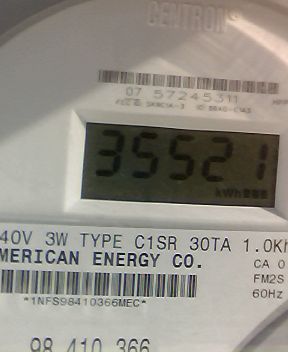 CENTRON®
07 57245311
35521
kWh
40V 3W TYPE C1SR 30TA 1.0Kh
MERICAN ENERGY CO.
CA 0
FM2S
60Hz
*1NFS98410366MEC*
98 410 366